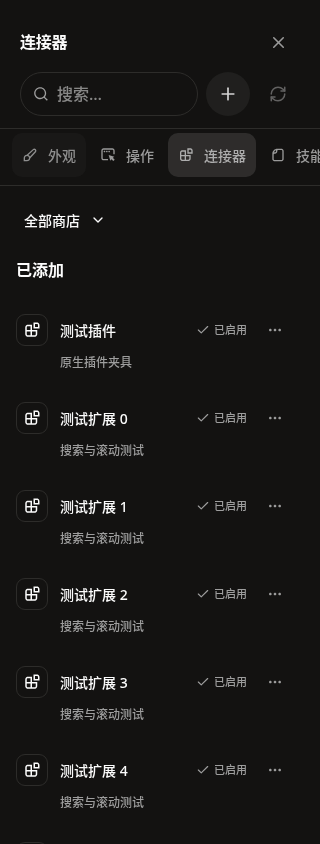 连接器
搜索...
外观
操作
连接器
技能
全部商店
已添加
测试插件
已启用
原生插件夹具
测试扩展 0
已启用
搜索与滚动测试
测试扩展 1
已启用
搜索与滚动测试
测试扩展 2
已启用
搜索与滚动测试
测试扩展 3
已启用
搜索与滚动测试
测试扩展 4
已启用
搜索与滚动测试